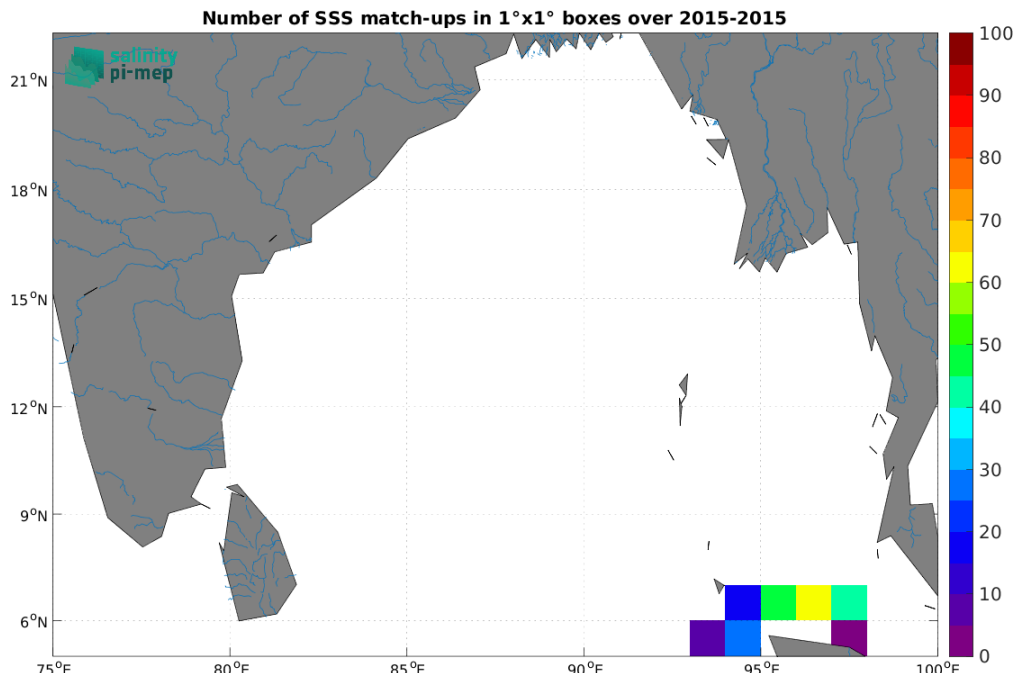 Number of SSS match-ups in 1°x1° boxes over 2015-2015
salinity
pi-mep
21°N
18°N
15°N
12°N
9°N
6°N
75°E 80°E 85°E 90°E 95°E 100°E
100
90
80
70
60
50
40
30
20
10
0